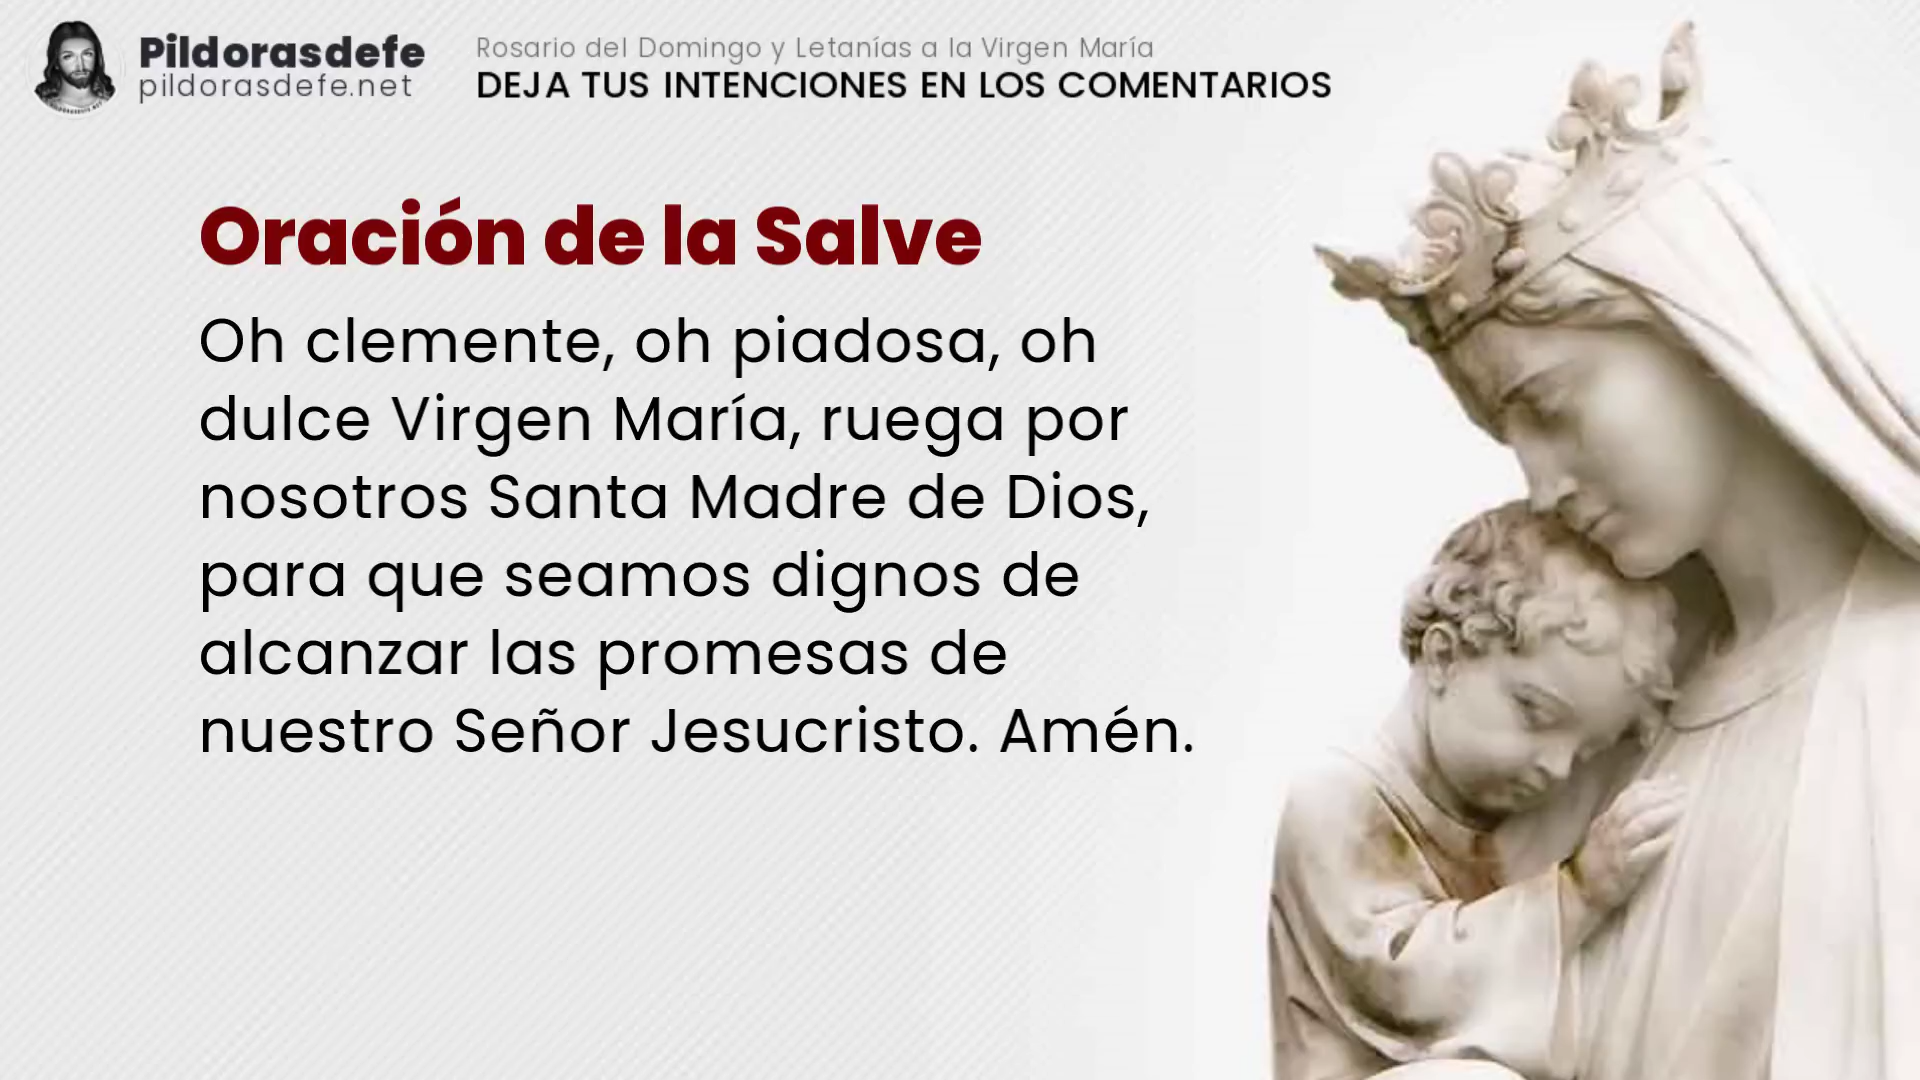 Pildorasdefe
pildorasdefe.net
Rosario del Domingo y Letanías a la Virgen María
DEJA TUS INTENCIONES EN LOS COMENTARIOS
Oración de la Salve
Oh clemente, oh piadosa, oh
dulce Virgen María, ruega por
nosotros Santa Madre de Dios,
para que seamos dignos de
alcanzar las promesas de
nuestro Señor Jesucristo. Amén.